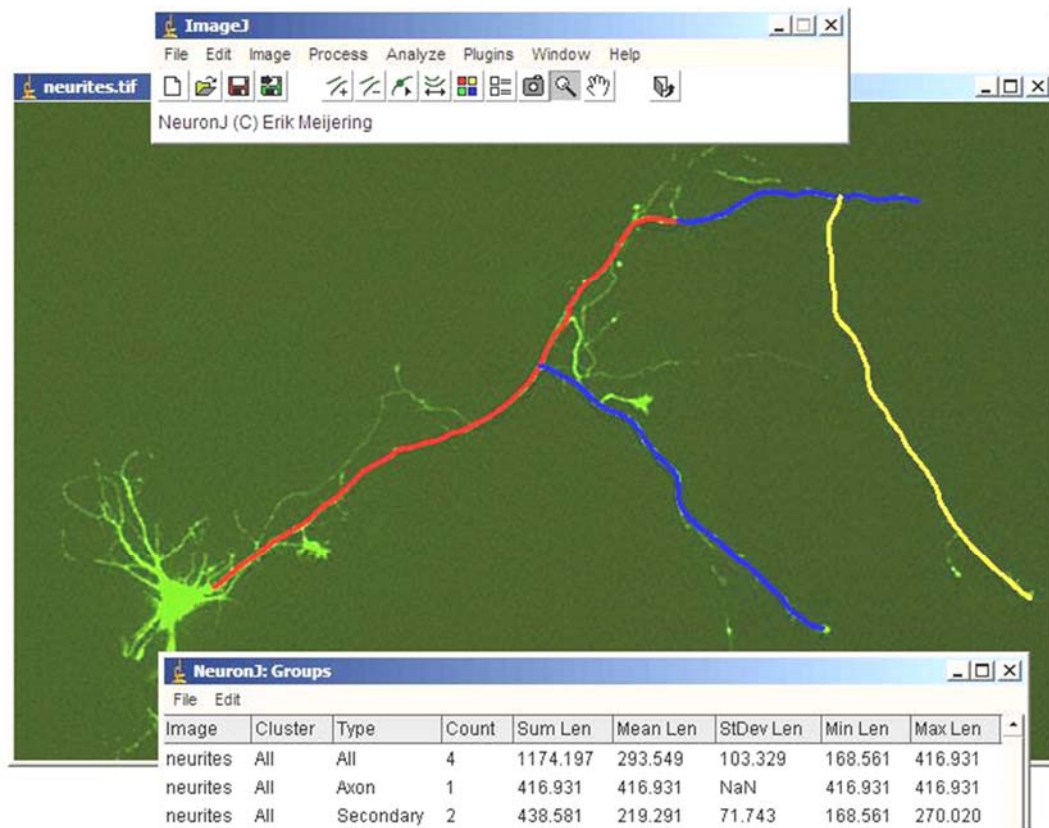 ImageJ
File Edit Image Process Analyze Plugins Window Help
neurites.tif
NeuronJ (C) Erik Meijering
NeuronJ: Groups
File Edit
Image Cluster Type Count Sum Len Mean Len StDev Len Min Len Max Len
neurites All All 4 1174.197 293.549 103.329 168.561 416.931
neurites All Axon 1 416.931 416.931 NaN 416.931 416.931
neurites All Secondary 2 438.581 219.291 71.743 168.561 270.020